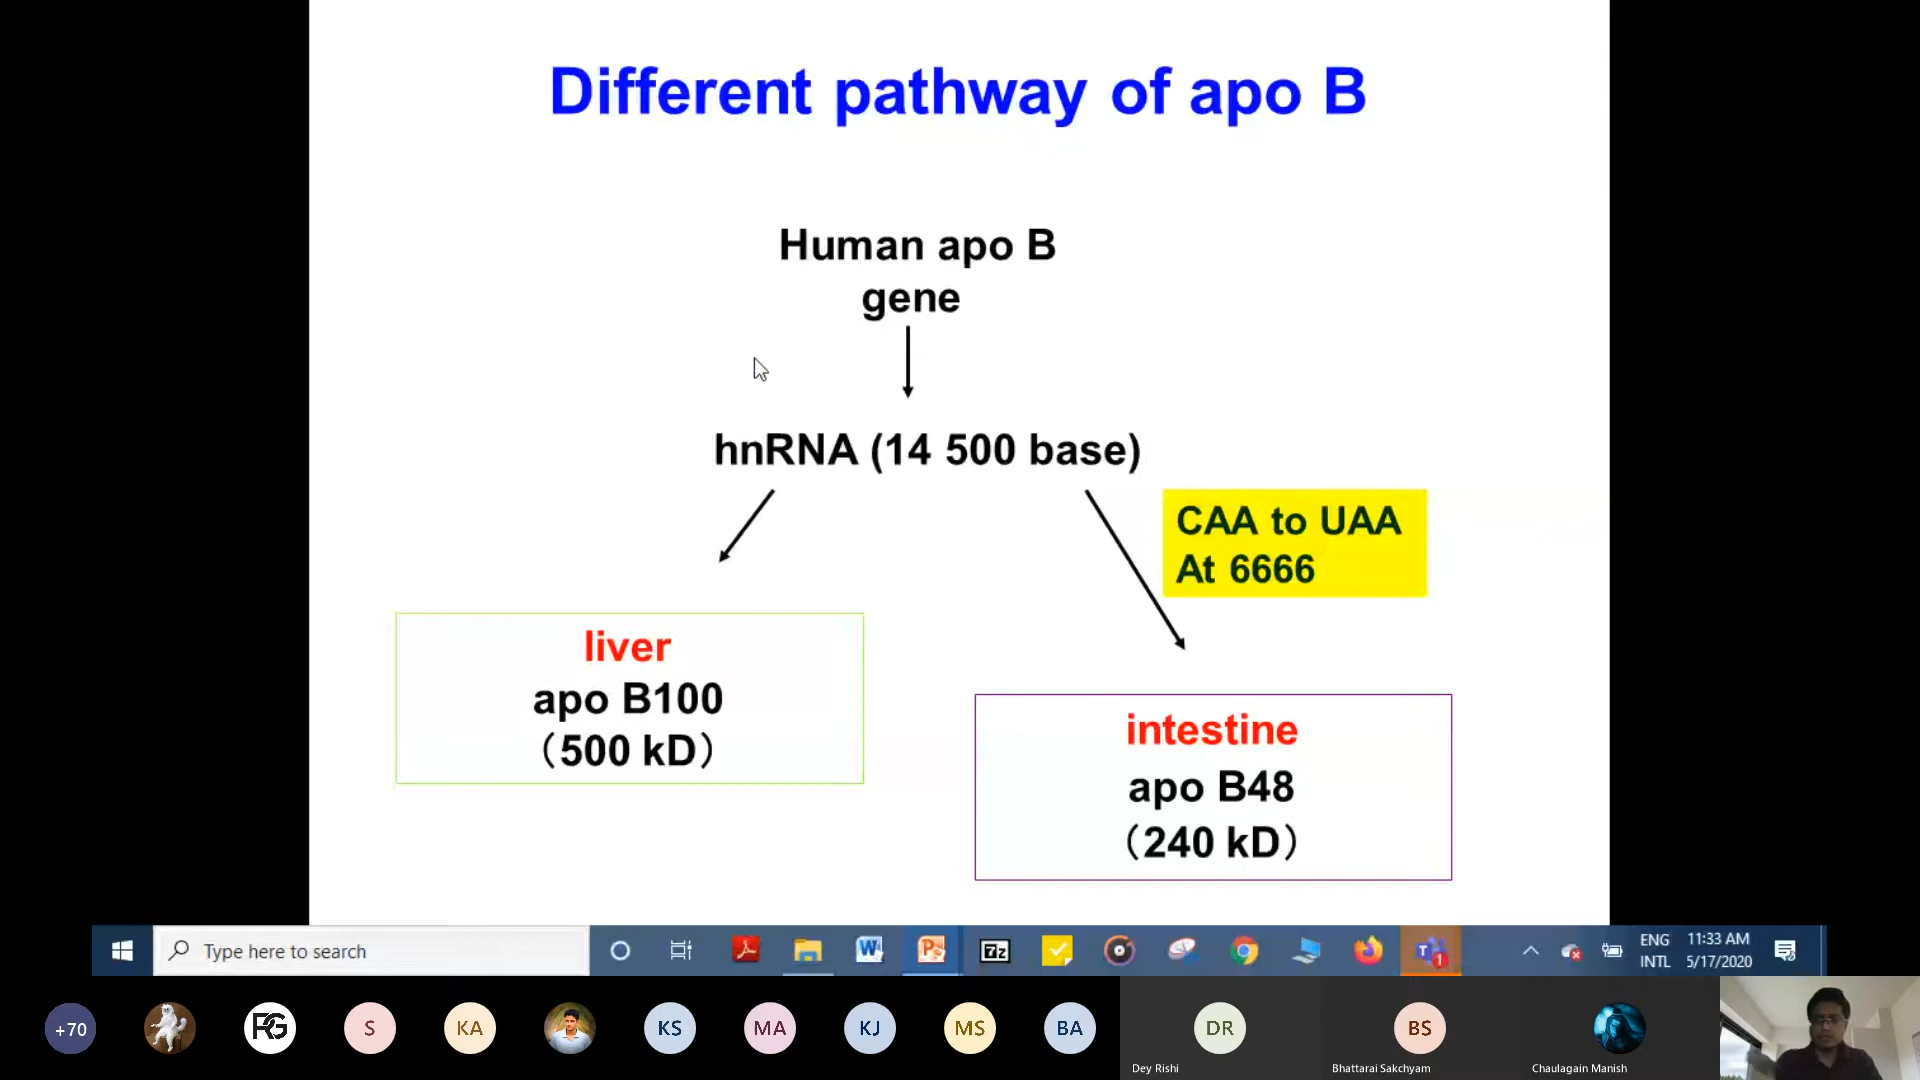 Different pathway of apo B
Human apo B
gene
hnRNA (14 500 base)
CAA to UAA
At 6666
liver
apo B100
（500 kD）
intestine
apo B48
（240 kD）
Type here to search
ENG
INTL
11:33 AM
5/17/2020
+70
RG
S
KA
KS
MA
KJ
MS
BA
DR
Dey Rishi
BS
Bhattarai Sakchyam
Chaulagain Manish